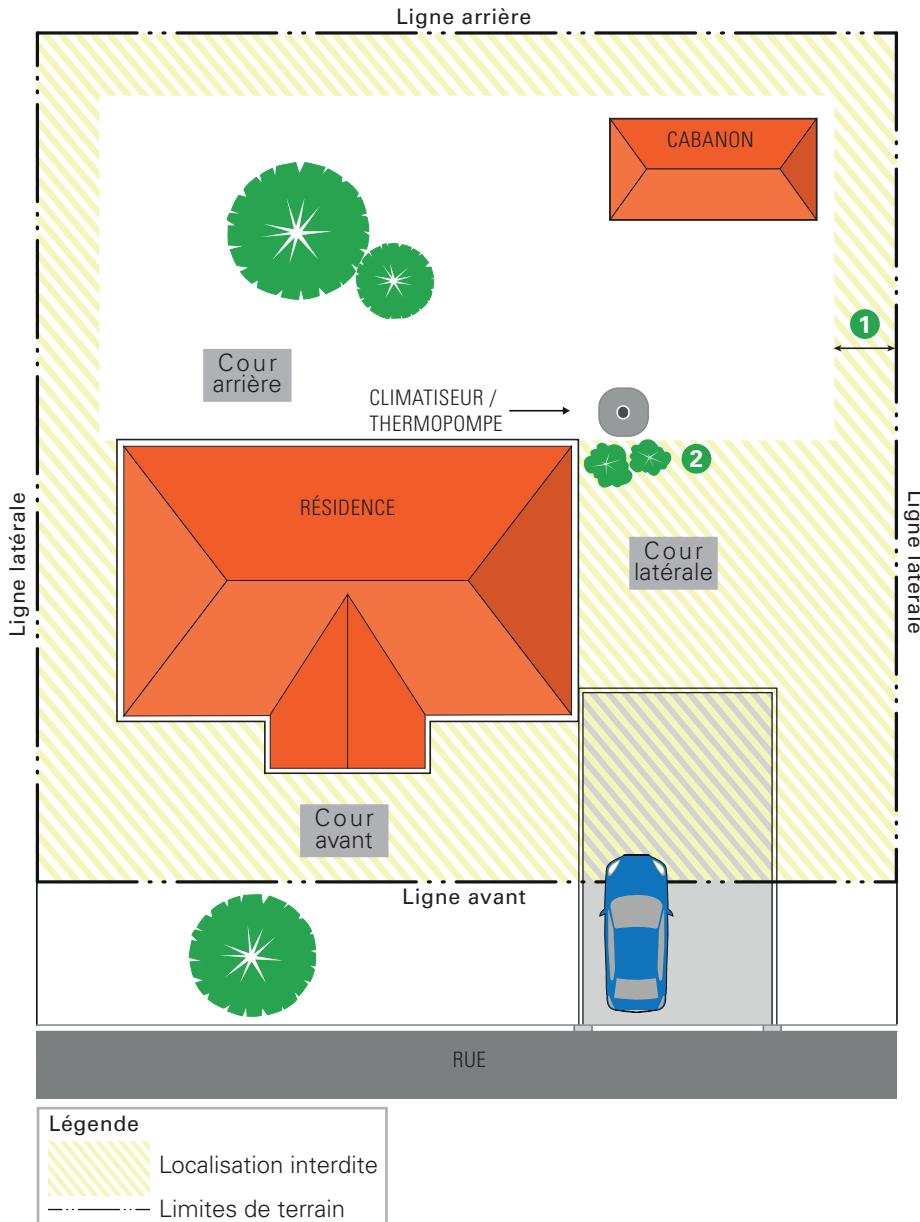 Ligne arrière
CABANON
1
Cour
arrière
CLIMATISEUR /
THERMOPOMPE
2
RÉSIDENCE
Cour
latérale
Ligne latérale
Ligne latérale
Cour
avant
Ligne avant
RUE
Légende
Localisation interdite
Limites de terrain